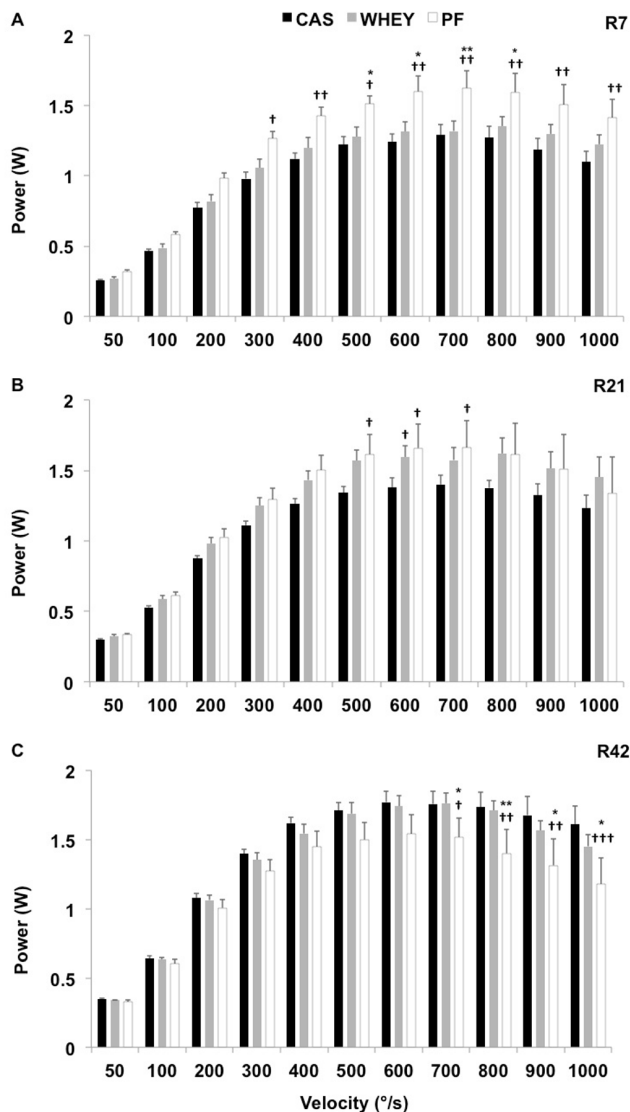 A
■ CAS ■ WHEY □ PF
R7
Power (W)
2
1.5
1
0.5
0
*
**
*
*
† †† † †† †† †† †† ††
50 100 200 300 400 500 600 700 800 900 1000
B
R21
Power (W)
2
1.5
1
0.5
0
† † † †
50 100 200 300 400 500 600 700 800 900 1000
C
R42
Power (W)
2
1.5
1
0.5
0
* ** * *
† †† †† †††
50 100 200 300 400 500 600 700 800 900 1000
Velocity (°/s)